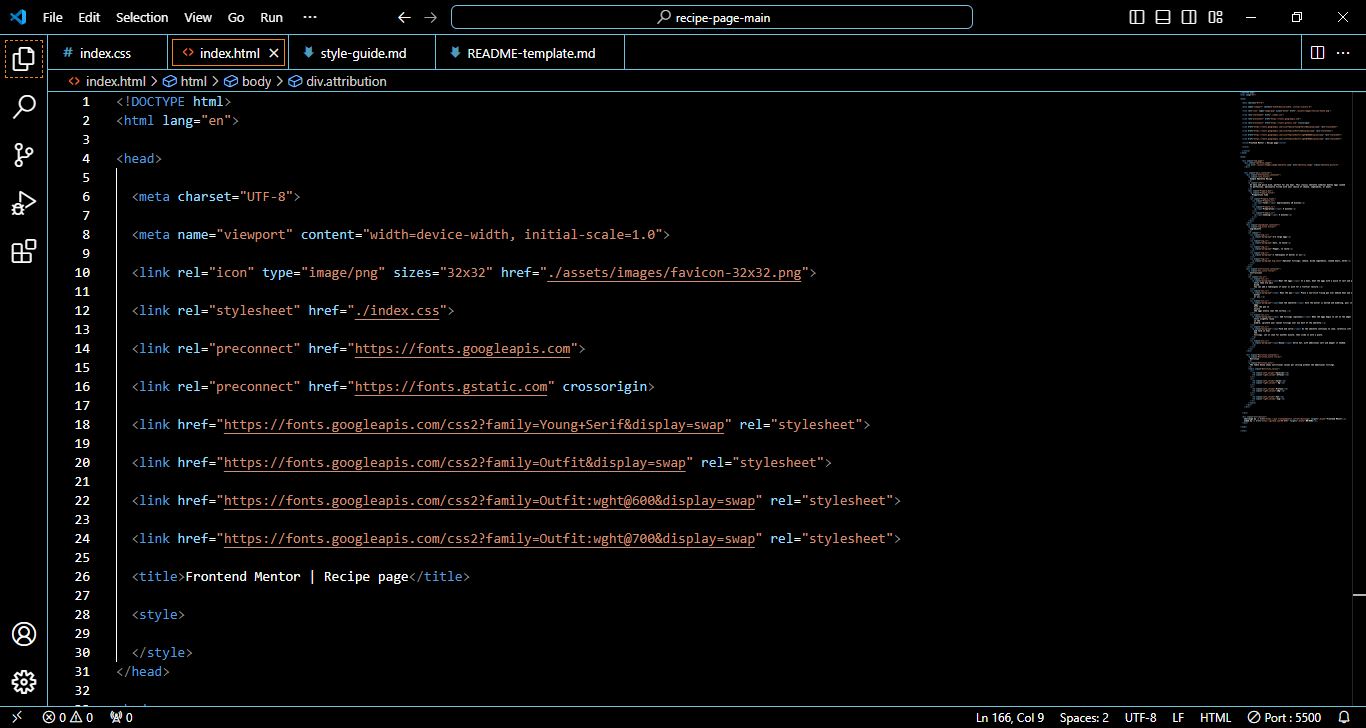 File Edit Selection View Go Run ··· recipe-page-main
# index.css <> index.html style-guide.md README-template.md ···
<> index.html > html > body > div.attribution
1 <!DOCTYPE html>
2 <html lang="en">
3
4 <head>
5
6 <meta charset="UTF-8">
7
8 <meta name="viewport" content="width=device-width, initial-scale=1.0">
9
10 <link rel="icon" type="image/png" sizes="32x32" href="./assets/images/favicon-32x32.png">
11
12 <link rel="stylesheet" href="./index.css">
13
14 <link rel="preconnect" href="https://fonts.googleapis.com">
15
16 <link rel="preconnect" href="https://fonts.gstatic.com" crossorigin>
17
18 <link href="https://fonts.googleapis.com/css2?family=Young+Serif&display=swap" rel="stylesheet">
19
20 <link href="https://fonts.googleapis.com/css2?family=Outfit&display=swap" rel="stylesheet">
21
22 <link href="https://fonts.googleapis.com/css2?family=Outfit:wght@600&display=swap" rel="stylesheet">
23
24 <link href="https://fonts.googleapis.com/css2?family=Outfit:wght@700&display=swap" rel="stylesheet">
25
26 <title>Frontend Mentor | Recipe page</title>
27
28 <style>
29
30 </style>
31 </head>
32
0 0 0 Ln 166, Col 9 Spaces: 2 UTF-8 LF HTML Port : 5500